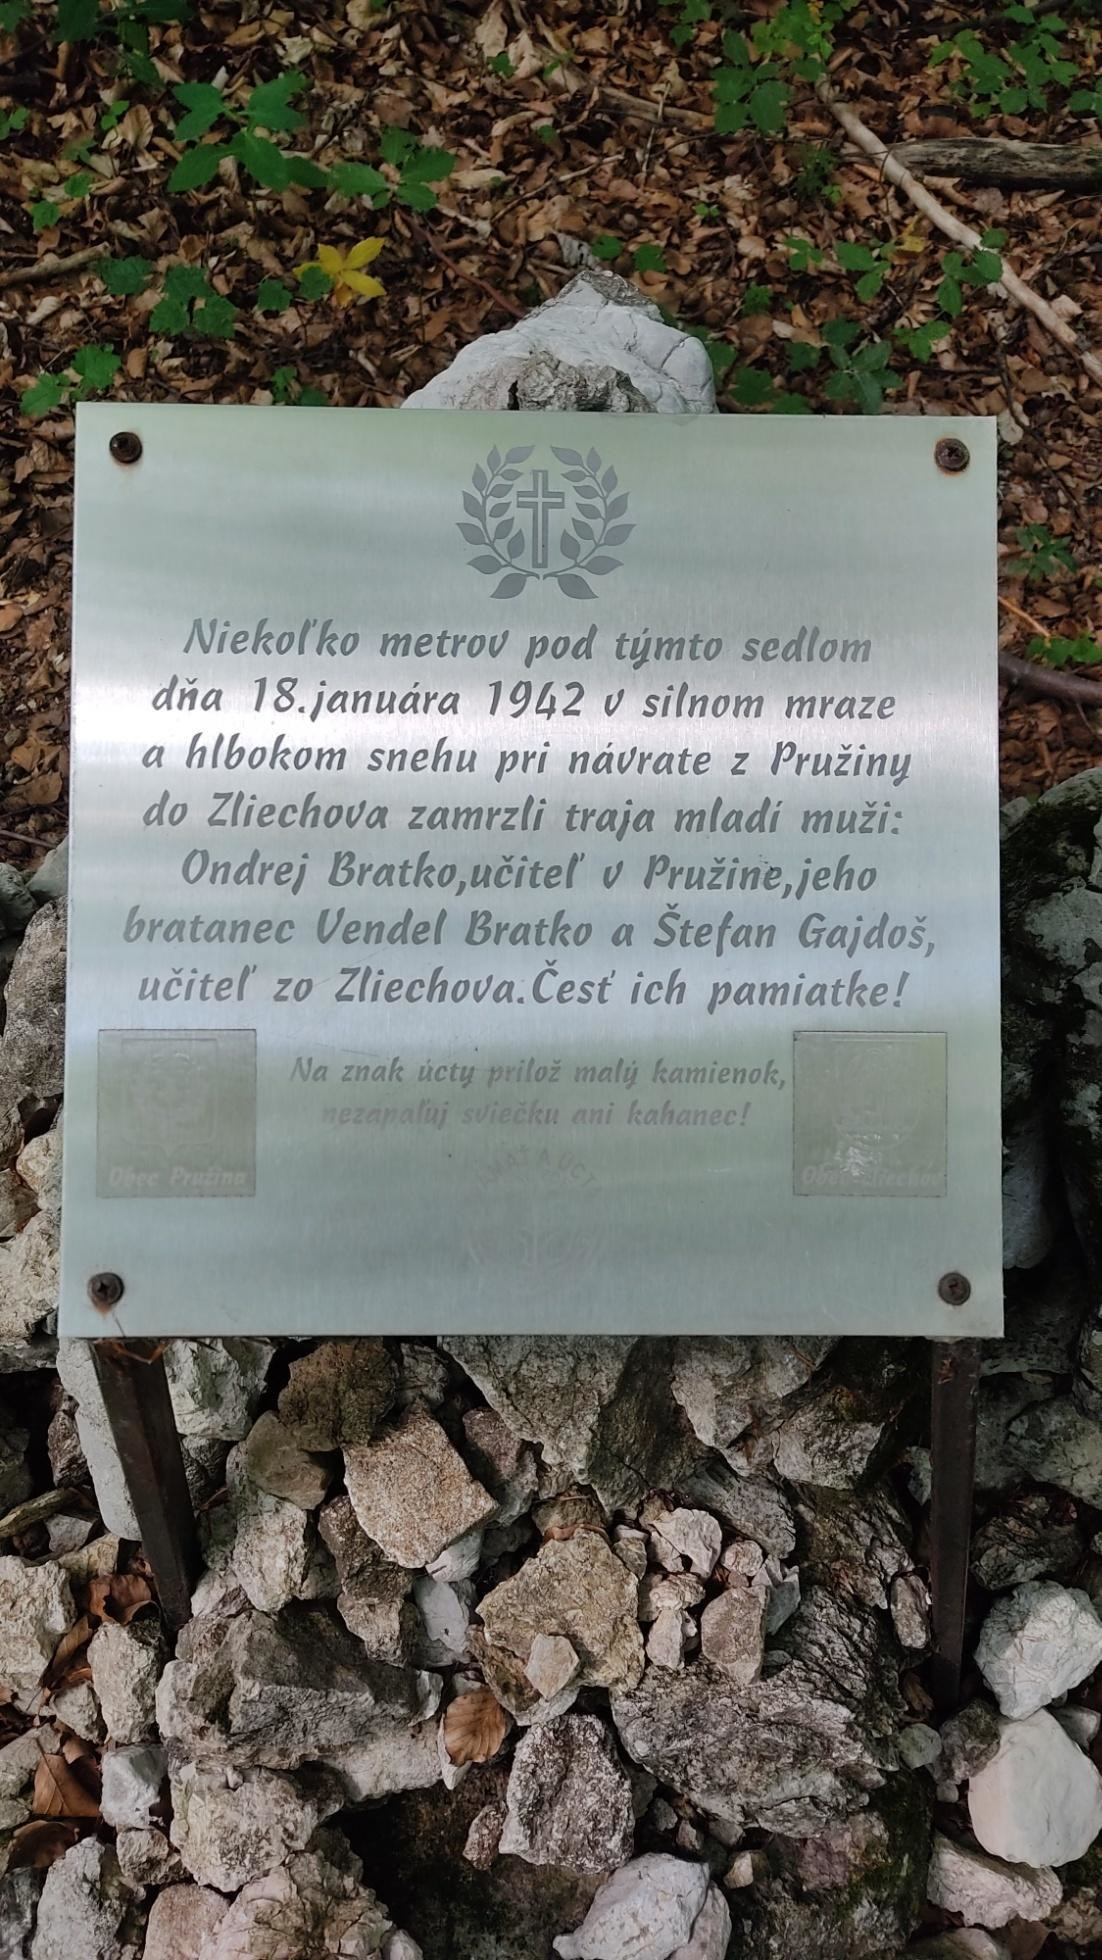 Niekoľko metrov pod týmto sedlom
dňa 18.januára 1942 v silnom mraze
a hlbokom snehu pri návrate z Pružiny
do Zliechova zamrzli traja mladí muži:
Ondrej Bratko,učiteľ v Pružine,jeho
bratanec Vendel Bratko a Štefan Gajdoš,
učiteľ zo Zliechova.Česť ich pamiatke!
Na znak úcty prilož malý kamienok,
nezapaľuj sviečku ani kahanec!
Obec Pružina
Obec Zliechov